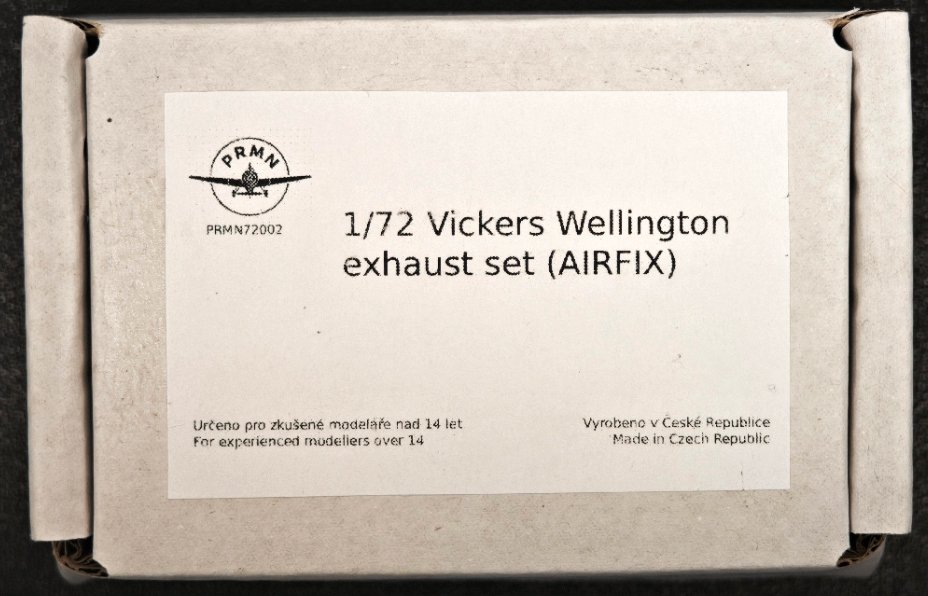 PRMN
PRMN72002
1/72 Vickers Wellington
exhaust set (AIRFIX)
Určeno pro zkušené modeláře nad 14 let
For experienced modellers over 14
Vyrobeno v České Republice
Made in Czech Republic